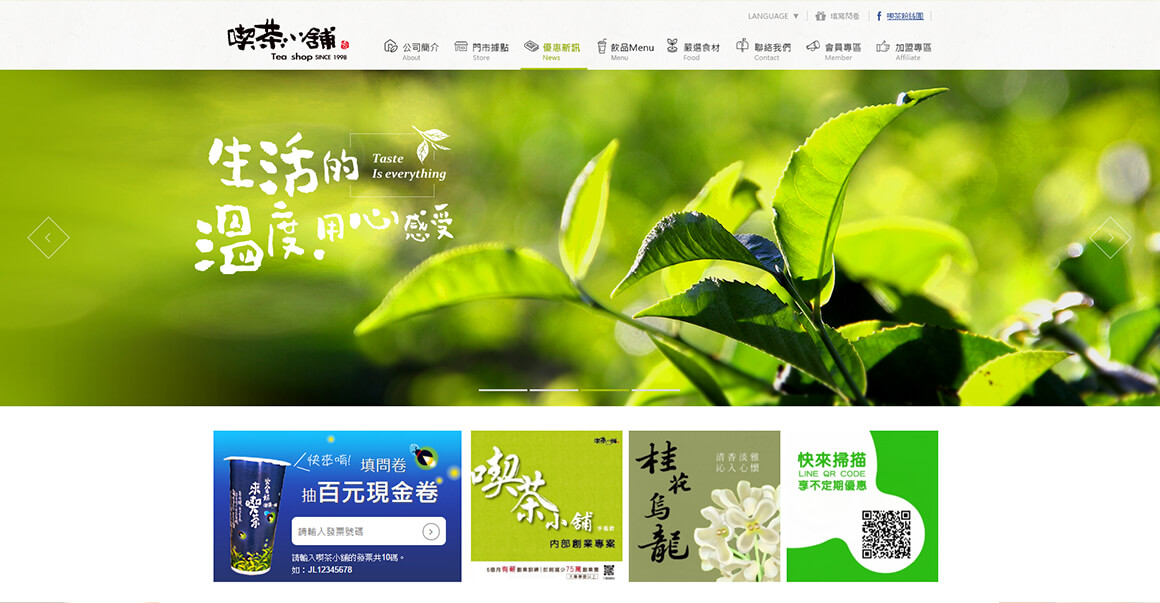 LANGUAGE ▼
填寫問卷
喫茶粉絲團
喫茶小舖
Tea shop SINCE 1998
公司簡介
About
門市據點
Store
優惠新訊
News
飲品Menu
Menu
嚴選食材
Food
聯絡我們
Contact
會員專區
Member
加盟專區
Affiliate
生活的
溫度用心感受
Taste
Is everything
快來唷!
填問卷
抽百元現金卷
請輸入發票號碼
請輸入喫茶小舖的發票共10碼。
如:JL12345678
來喫茶
喫茶小舖
喫茶小舖
內部創業專案
桂花烏龍
清香淡雅
沁入心懷
快來掃描
LINE QR CODE
享不定期優惠